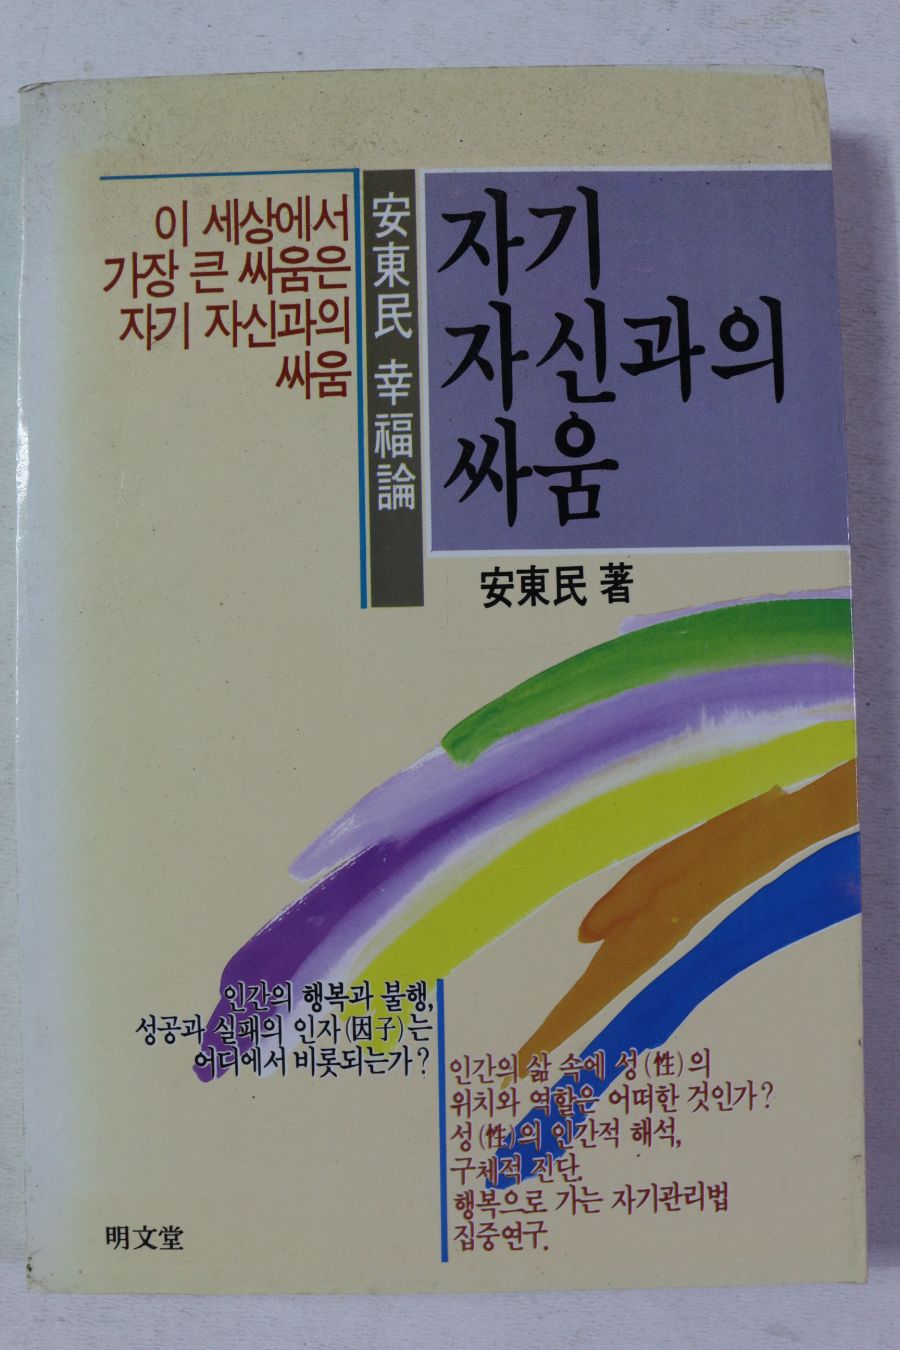 이 세상에서
가장 큰 싸움은
자기 자신과의
싸움
安東民 幸福論
자기
자신과의
싸움
安東民 著
인간의 행복과 불행,
성공과 실패의 인자(因子)는
어디에서 비롯되는가?
인간의 삶 속에 성(性)의
위치와 역할은 어떠한 것인가?
성(性)의 인간적 해석,
구체적 진단.
행복으로 가는 자기관리법
집중연구.
明文堂